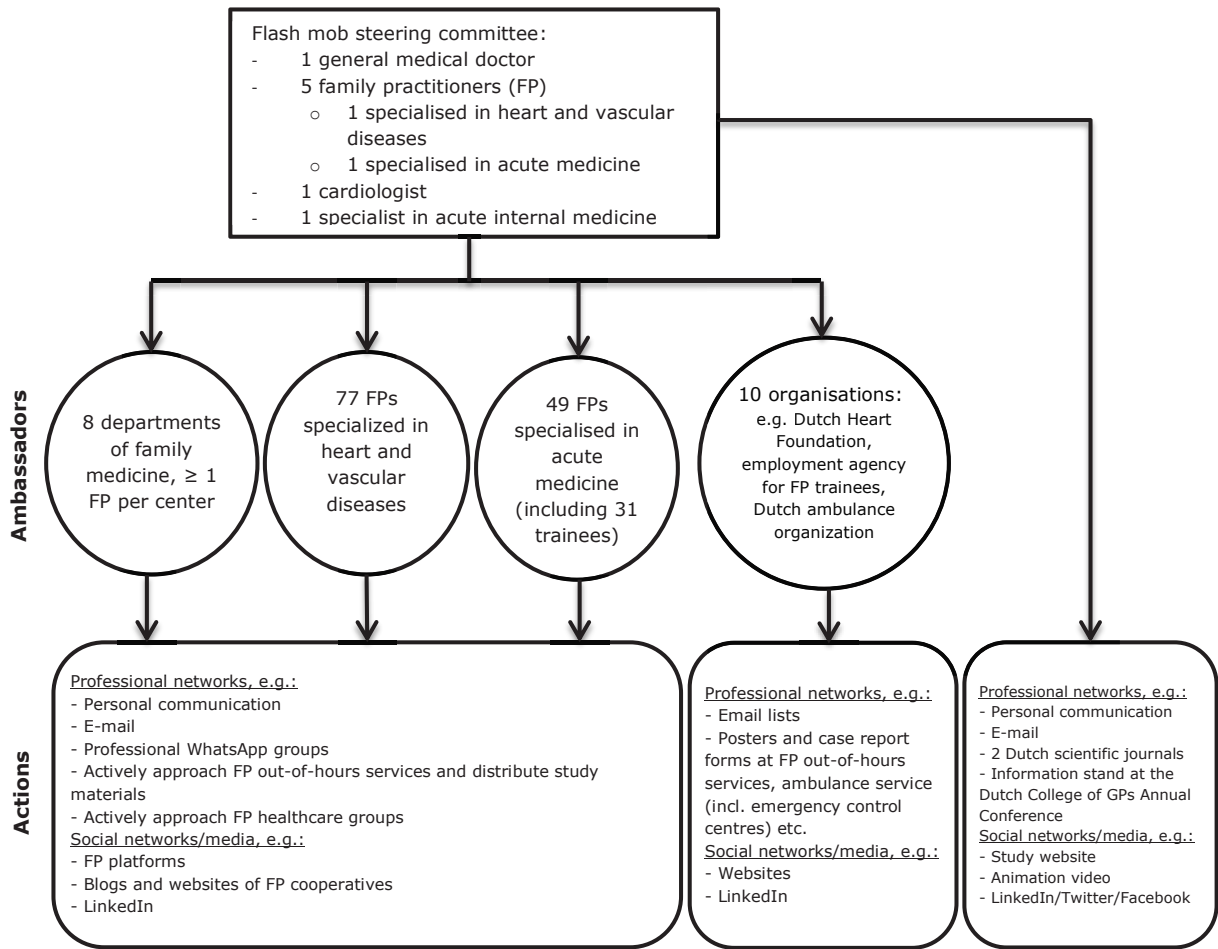 Flash mob steering committee:
- 1 general medical doctor
- 5 family practitioners (FP)
o 1 specialised in heart and vascular
diseases
o 1 specialised in acute medicine
- 1 cardiologist
- 1 specialist in acute internal medicine
Ambassadors
8 departments
of family
medicine, ≥ 1
FP per center
77 FPs
specialized in
heart and
vascular
diseases
49 FPs
specialised in
acute
medicine
(including 31
trainees)
10 organisations:
e.g. Dutch Heart
Foundation,
employment agency
for FP trainees,
Dutch ambulance
organization
Actions
Professional networks, e.g.:
- Personal communication
- E-mail
- Professional WhatsApp groups
- Actively approach FP out-of-hours services and distribute study
materials
- Actively approach FP healthcare groups
Social networks/media, e.g.:
- FP platforms
- Blogs and websites of FP cooperatives
- LinkedIn
Professional networks, e.g.:
- Email lists
- Posters and case report
forms at FP out-of-hours
services, ambulance service
(incl. emergency control
centres) etc.
Social networks/media, e.g.:
- Websites
- LinkedIn
Professional networks, e.g.:
- Personal communication
- E-mail
- 2 Dutch scientific journals
- Information stand at the
Dutch College of GPs Annual
Conference
Social networks/media, e.g.:
- Study website
- Animation video
- LinkedIn/Twitter/Facebook